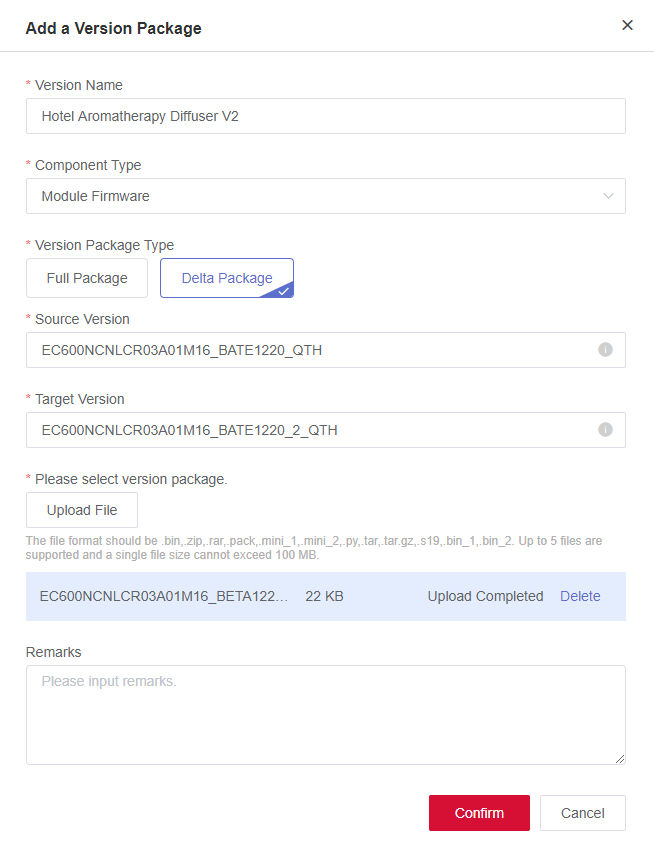 Add a Version Package
* Version Name
Hotel Aromatherapy Diffuser V2
* Component Type
Module Firmware
* Version Package Type
Full Package
Delta Package
* Source Version
EC600NCNLCR03A01M16_BATE1220_QTH
* Target Version
EC600NCNLCR03A01M16_BATE1220_2_QTH
* Please select version package.
Upload File
The file format should be .bin,.zip,.rar,.pack,.mini_1,.mini_2,.py,.tar,.tar.gz,.s19,.bin_1,.bin_2. Up to 5 files are
supported and a single file size cannot exceed 100 MB.
EC600NCNLCR03A01M16_BETA122... 22 KB Upload Completed Delete
Remarks
Please input remarks.
Confirm Cancel